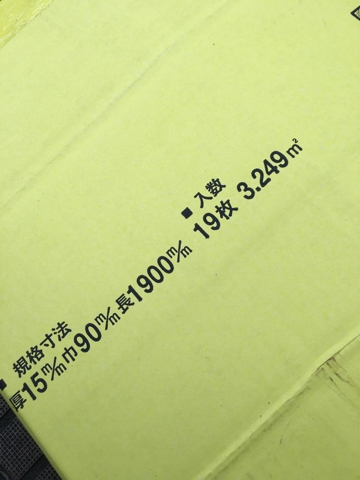 ■ 規格寸法
厚15m/m巾90m/m長1900m/m
■ 入数
19枚 3.249m²